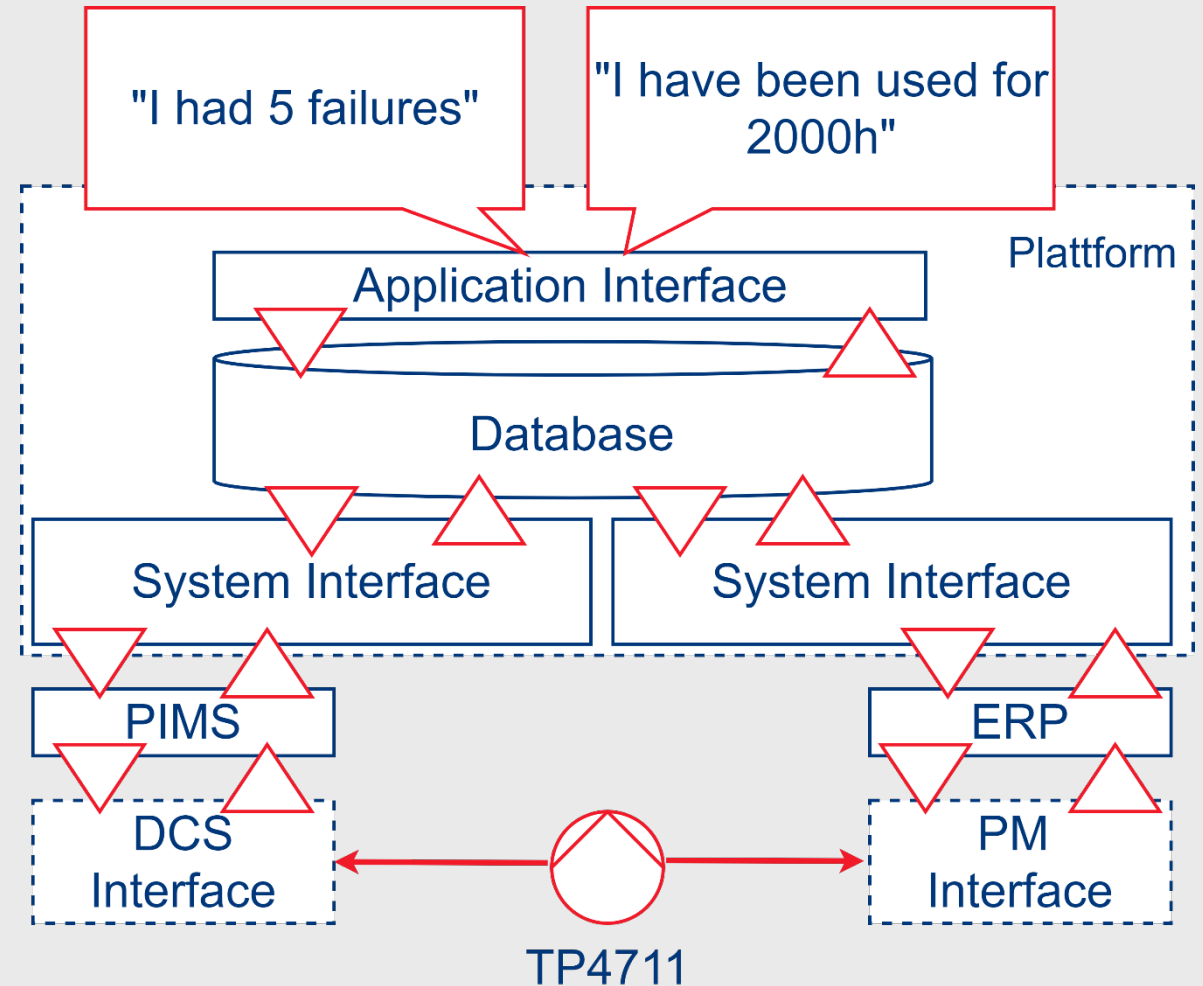 "I had 5 failures"
"I have been used for
2000h"
Plattform
Application Interface
Database
System Interface
System Interface
PIMS
ERP
DCS
Interface
PM
Interface
TP4711